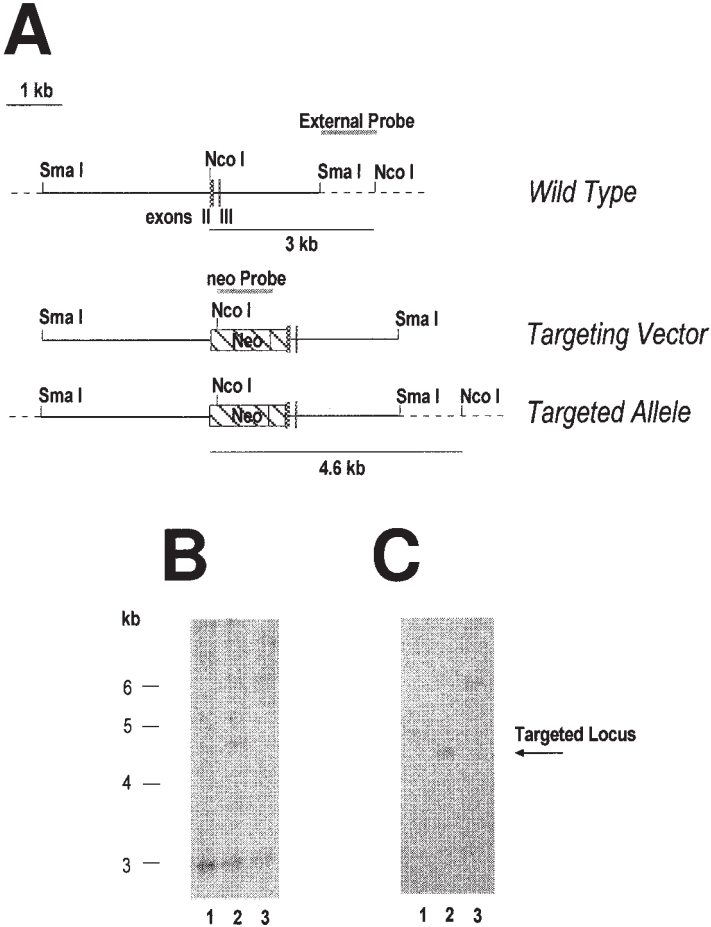 A
1 kb
External Probe
Sma I
Nco I
Sma I
Nco I
Wild Type
exons II III
3 kb
neo Probe
Sma I
Nco I
Neo
Sma I
Targeting Vector
Sma I
Nco I
Neo
Sma I
Nco I
Targeted Allele
4.6 kb
B
C
kb
6
5
Targeted Locus
4
3
1 2 3
1 2 3